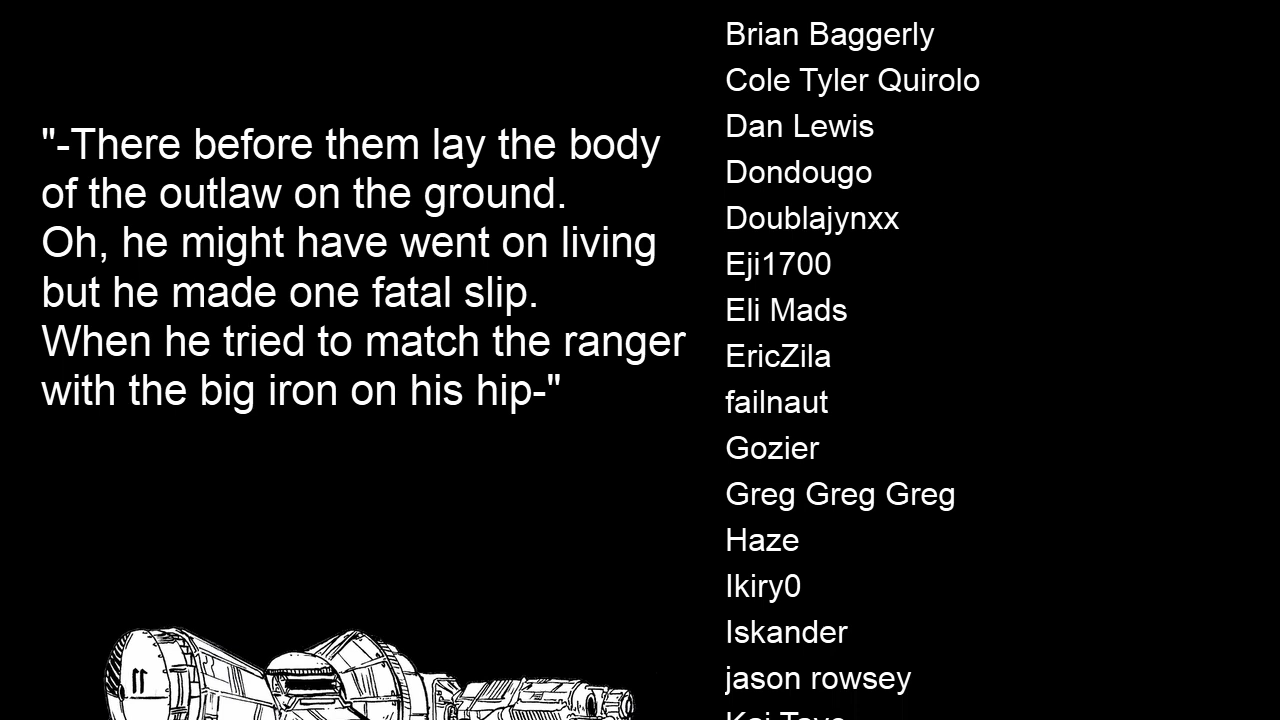 "-There before them lay the body
of the outlaw on the ground.
Oh, he might have went on living
but he made one fatal slip.
When he tried to match the ranger
with the big iron on his hip-"
Brian Baggerly
Cole Tyler Quirolo
Dan Lewis
Dondougo
Doublajynxx
Eji1700
Eli Mads
EricZila
failnaut
Gozier
Greg Greg Greg
Haze
Ikiry0
Iskander
jason rowsey